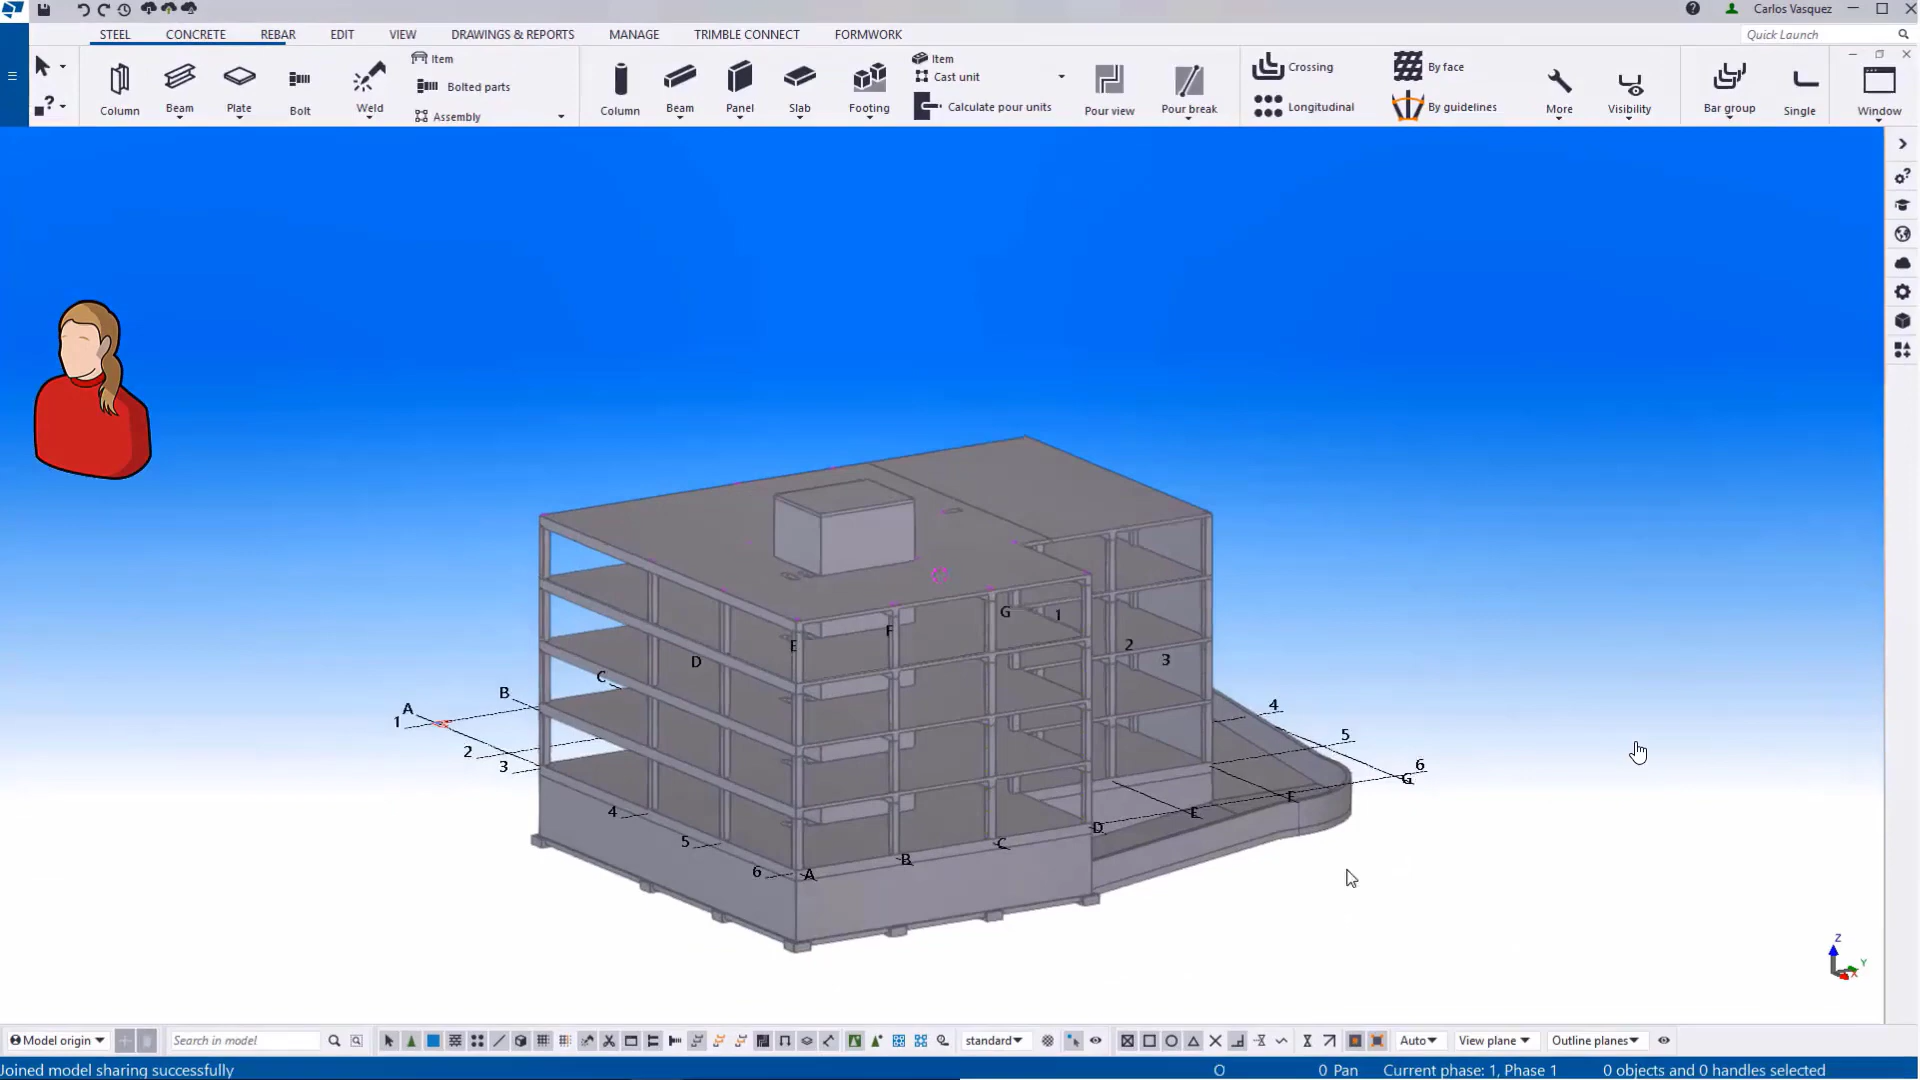 Carlos Vasquez
STEEL CONCRETE REBAR EDIT VIEW DRAWINGS & REPORTS MANAGE TRIMBLE CONNECT FORMWORK Quick Launch
Column Beam Plate Bolt Weld
Item
Bolted parts
Assembly
Column Beam Panel Slab Footing
Item
Cast unit
Calculate pour units
Pour view Pour break
Crossing
Longitudinal
By face
By guidelines
More Visibility Bar group Single Window
G 1
E F
D 2
C 3
B
A
1
2
3
4
5
6
4
5
6 A
B
C
D
E
F
G
Z
Y
X
Model origin Search in model standard Auto View plane Outline planes
Joined model sharing successfully O 0 Pan Current phase: 1, Phase 1 0 objects and 0 handles selected